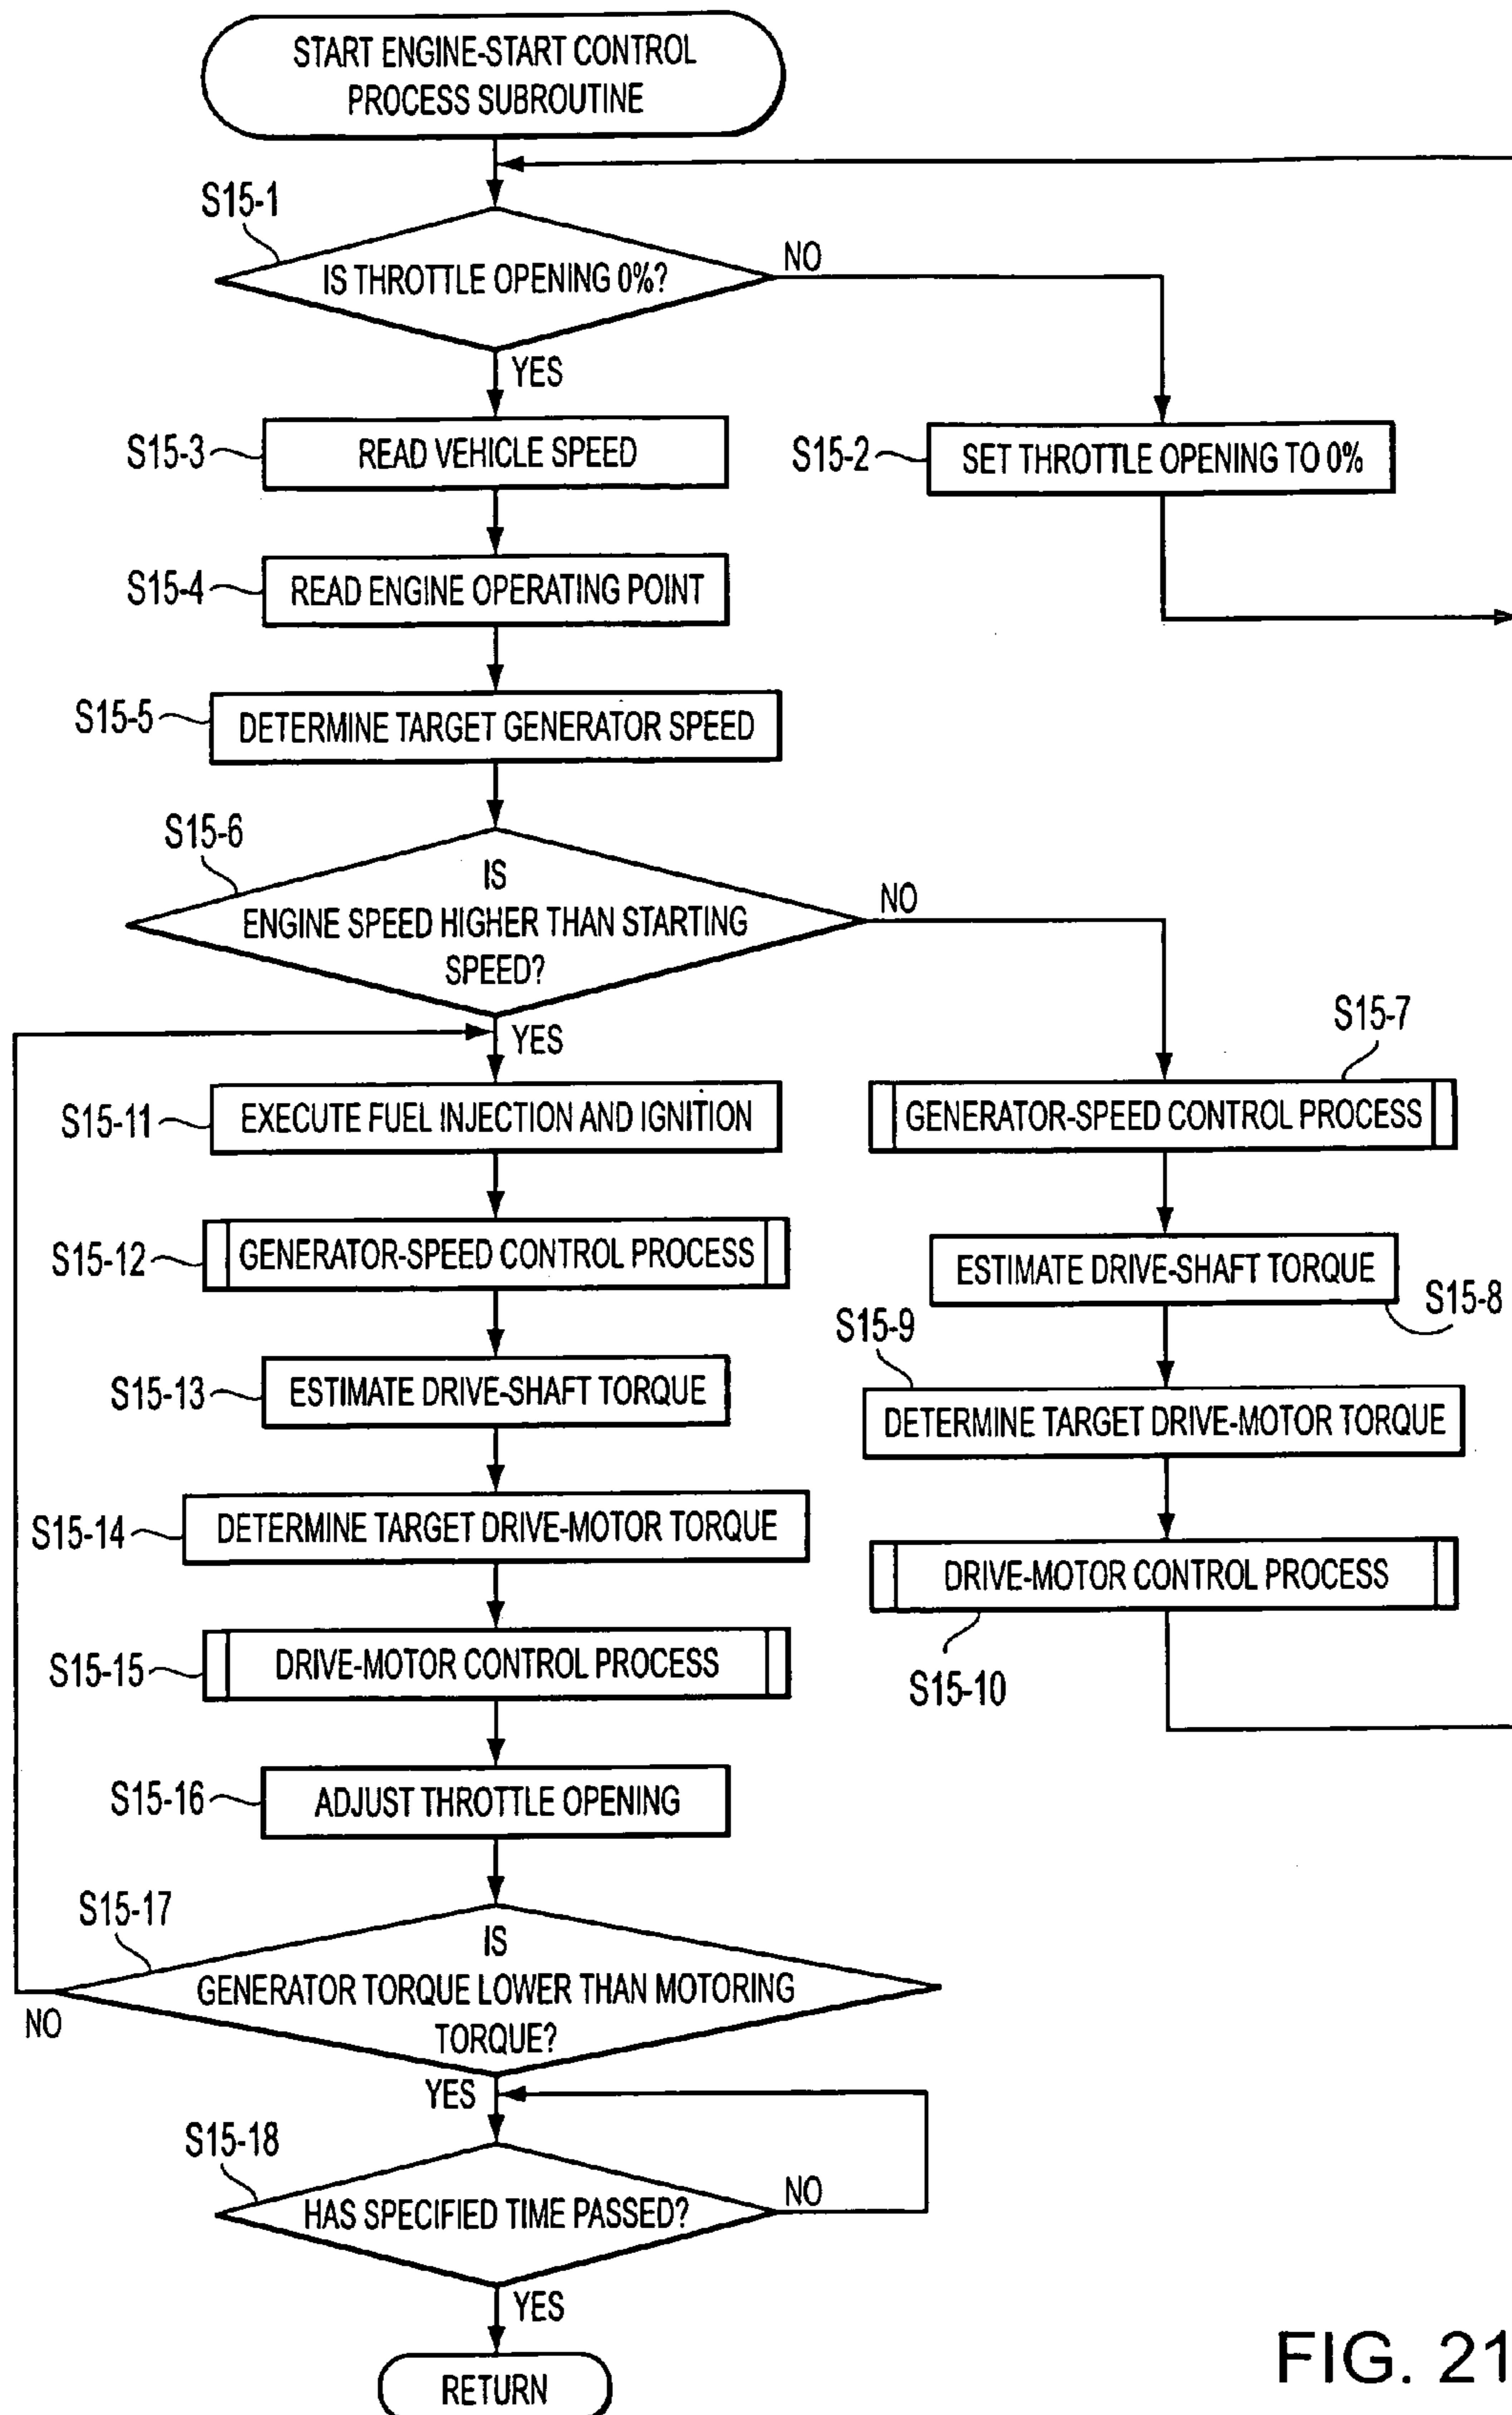 START ENGINE-START CONTROL
PROCESS SUBROUTINE
S15-1
IS THROTTLE OPENING 0%?
NO
YES
S15-3
READ VEHICLE SPEED
S15-2
SET THROTTLE OPENING TO 0%
S15-4
READ ENGINE OPERATING POINT
S15-5
DETERMINE TARGET GENERATOR SPEED
S15-6
IS
ENGINE SPEED HIGHER THAN STARTING
SPEED?
NO
YES
S15-7
GENERATOR-SPEED CONTROL PROCESS
S15-11
EXECUTE FUEL INJECTION AND IGNITION
S15-12
GENERATOR-SPEED CONTROL PROCESS
ESTIMATE DRIVE-SHAFT TORQUE
S15-8
S15-13
ESTIMATE DRIVE-SHAFT TORQUE
S15-9
DETERMINE TARGET DRIVE-MOTOR TORQUE
S15-14
DETERMINE TARGET DRIVE-MOTOR TORQUE
DRIVE-MOTOR CONTROL PROCESS
S15-10
S15-15
DRIVE-MOTOR CONTROL PROCESS
S15-16
ADJUST THROTTLE OPENING
S15-17
IS
GENERATOR TORQUE LOWER THAN MOTORING
TORQUE?
NO
YES
S15-18
HAS SPECIFIED TIME PASSED?
NO
YES
RETURN
FIG. 21